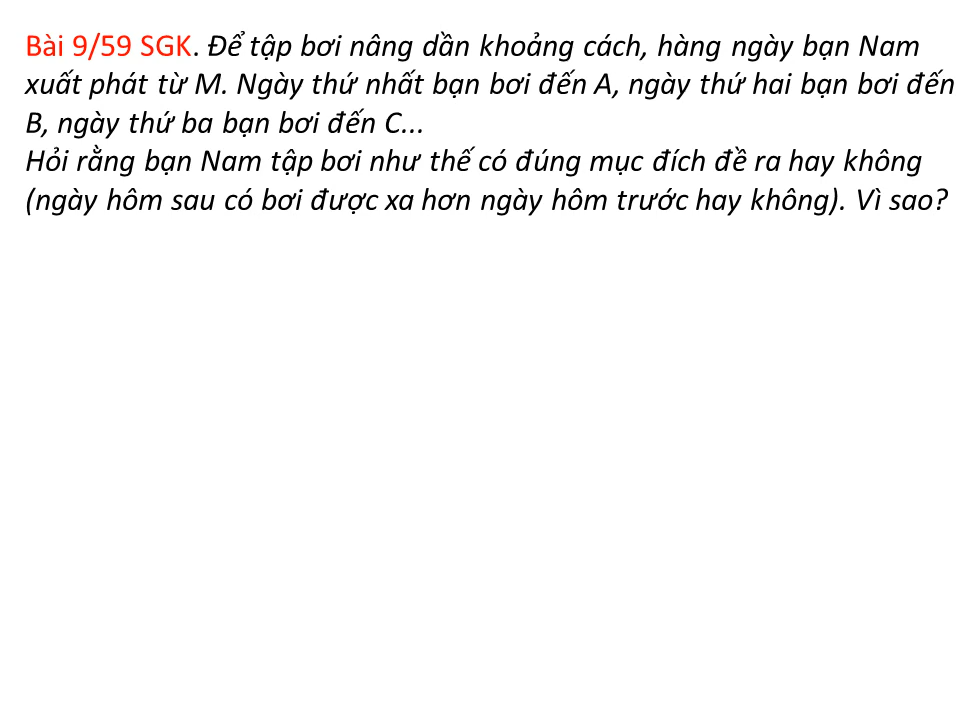 Bài 9/59 SGK. Để tập bơi nâng dần khoảng cách, hàng ngày bạn Nam
xuất phát từ M. Ngày thứ nhất bạn bơi đến A, ngày thứ hai bạn bơi đến
B, ngày thứ ba bạn bơi đến C...
Hỏi rằng bạn Nam tập bơi như thế có đúng mục đích đề ra hay không
(ngày hôm sau có bơi được xa hơn ngày hôm trước hay không). Vì sao?